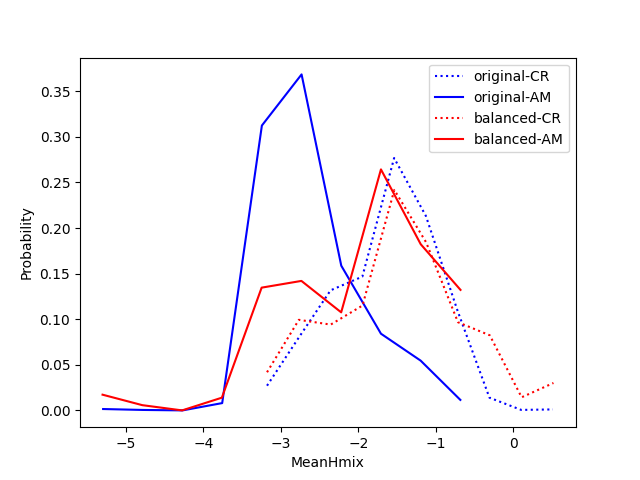 original-CR
original-AM
balanced-CR
balanced-AM
Probability
0.35
0.30
0.25
0.20
0.15
0.10
0.05
0.00
−5 −4 −3 −2 −1 0
MeanHmix